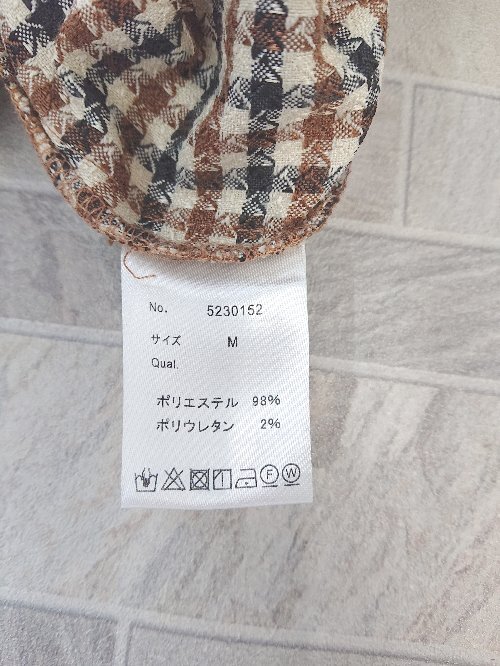 No. 5230152
サイズ M
Qual.
ポリエステル 98%
ポリウレタン 2%
F W